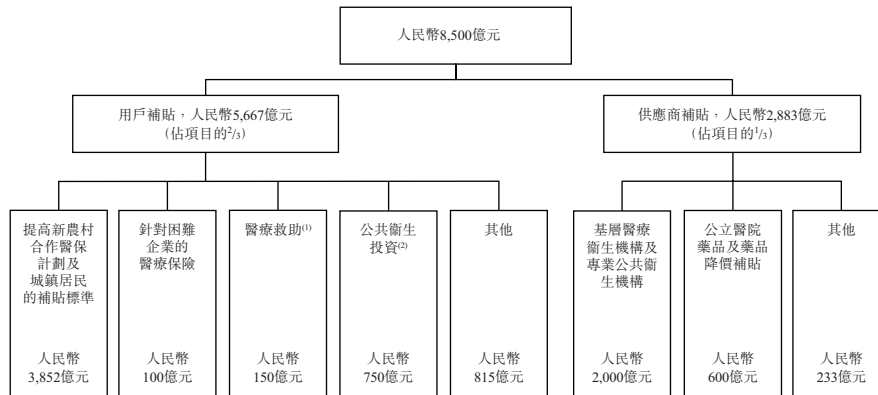 人民幣8,500億元
用戶補貼，人民幣5,667億元
(佔項目的2/3)
供應商補貼，人民幣2,883億元
(佔項目的1/3)
提高新農村
合作醫保
計劃及
城鎮居民
的補貼標準
人民幣
3,852億元
針對困難
企業的
醫療保險
人民幣
100億元
醫療救助(1)
人民幣
150億元
公共衞生
投資(2)
人民幣
750億元
其他
人民幣
815億元
基層醫療
衞生機構及
專業公共衞
生機構
人民幣
2,000億元
公立醫院
藥品及藥品
降價補貼
人民幣
600億元
其他
人民幣
233億元